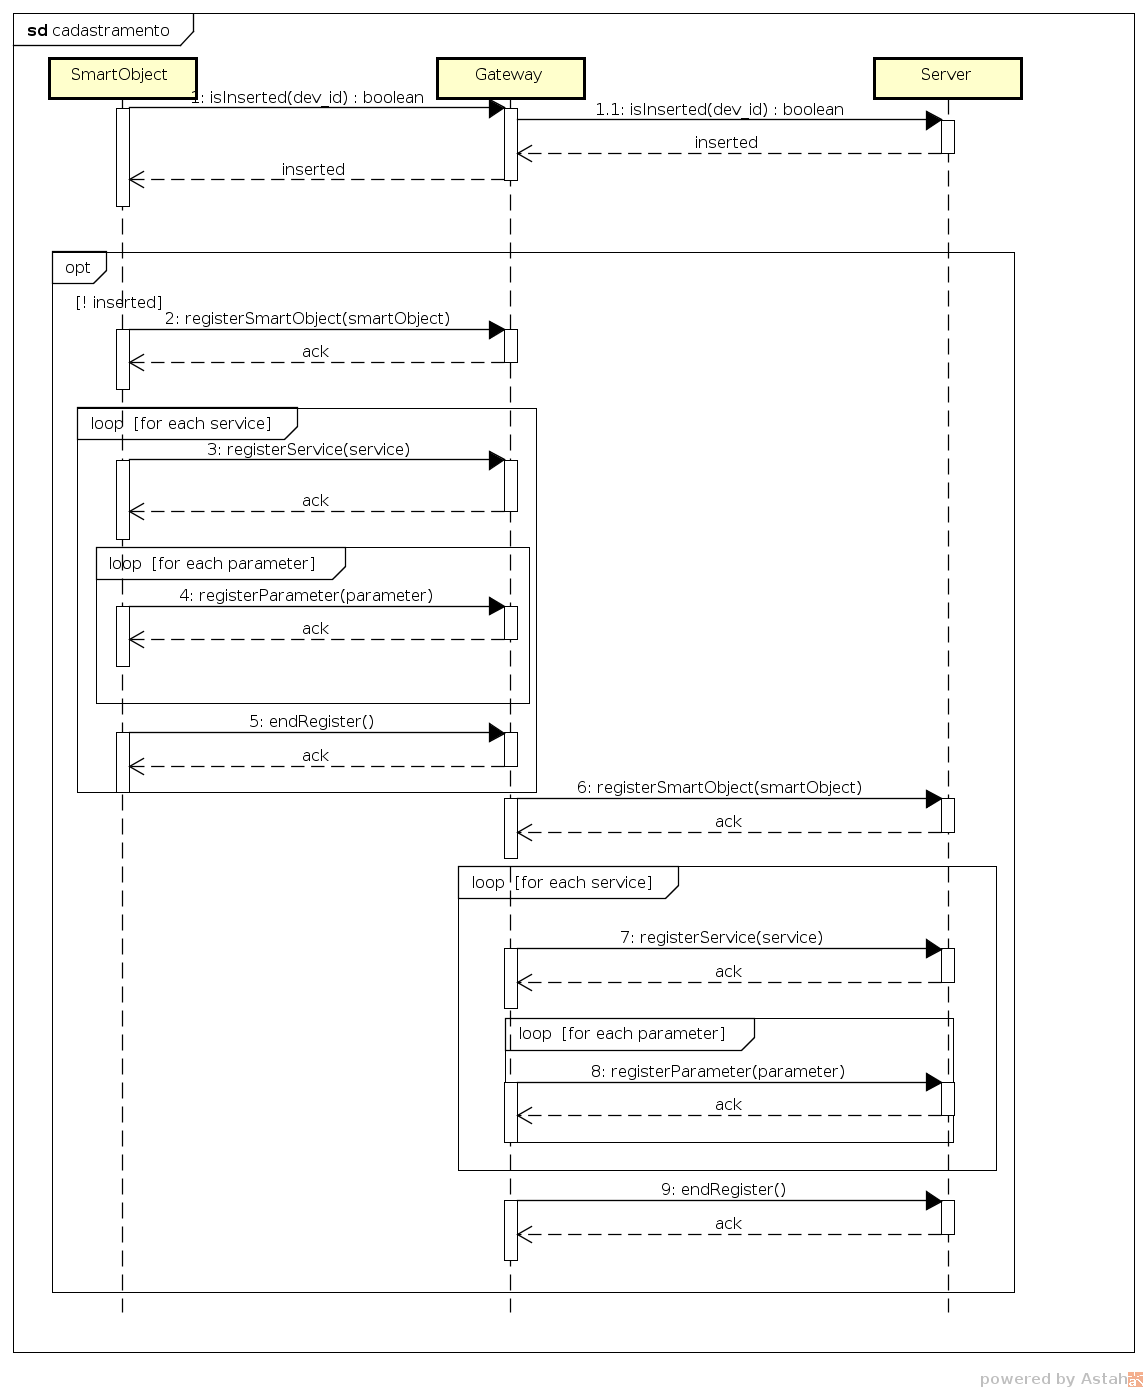 sd cadastramento
SmartObject
Gateway
Server
1: isInserted(dev_id) : boolean
1.1: isInserted(dev_id) : boolean
inserted
inserted
opt
[! inserted]
2: registerSmartObject(smartObject)
ack
loop [for each service]
3: registerService(service)
ack
loop [for each parameter]
4: registerParameter(parameter)
ack
5: endRegister()
ack
6: registerSmartObject(smartObject)
ack
loop [for each service]
7: registerService(service)
ack
loop [for each parameter]
8: registerParameter(parameter)
ack
9: endRegister()
ack
powered by Astah